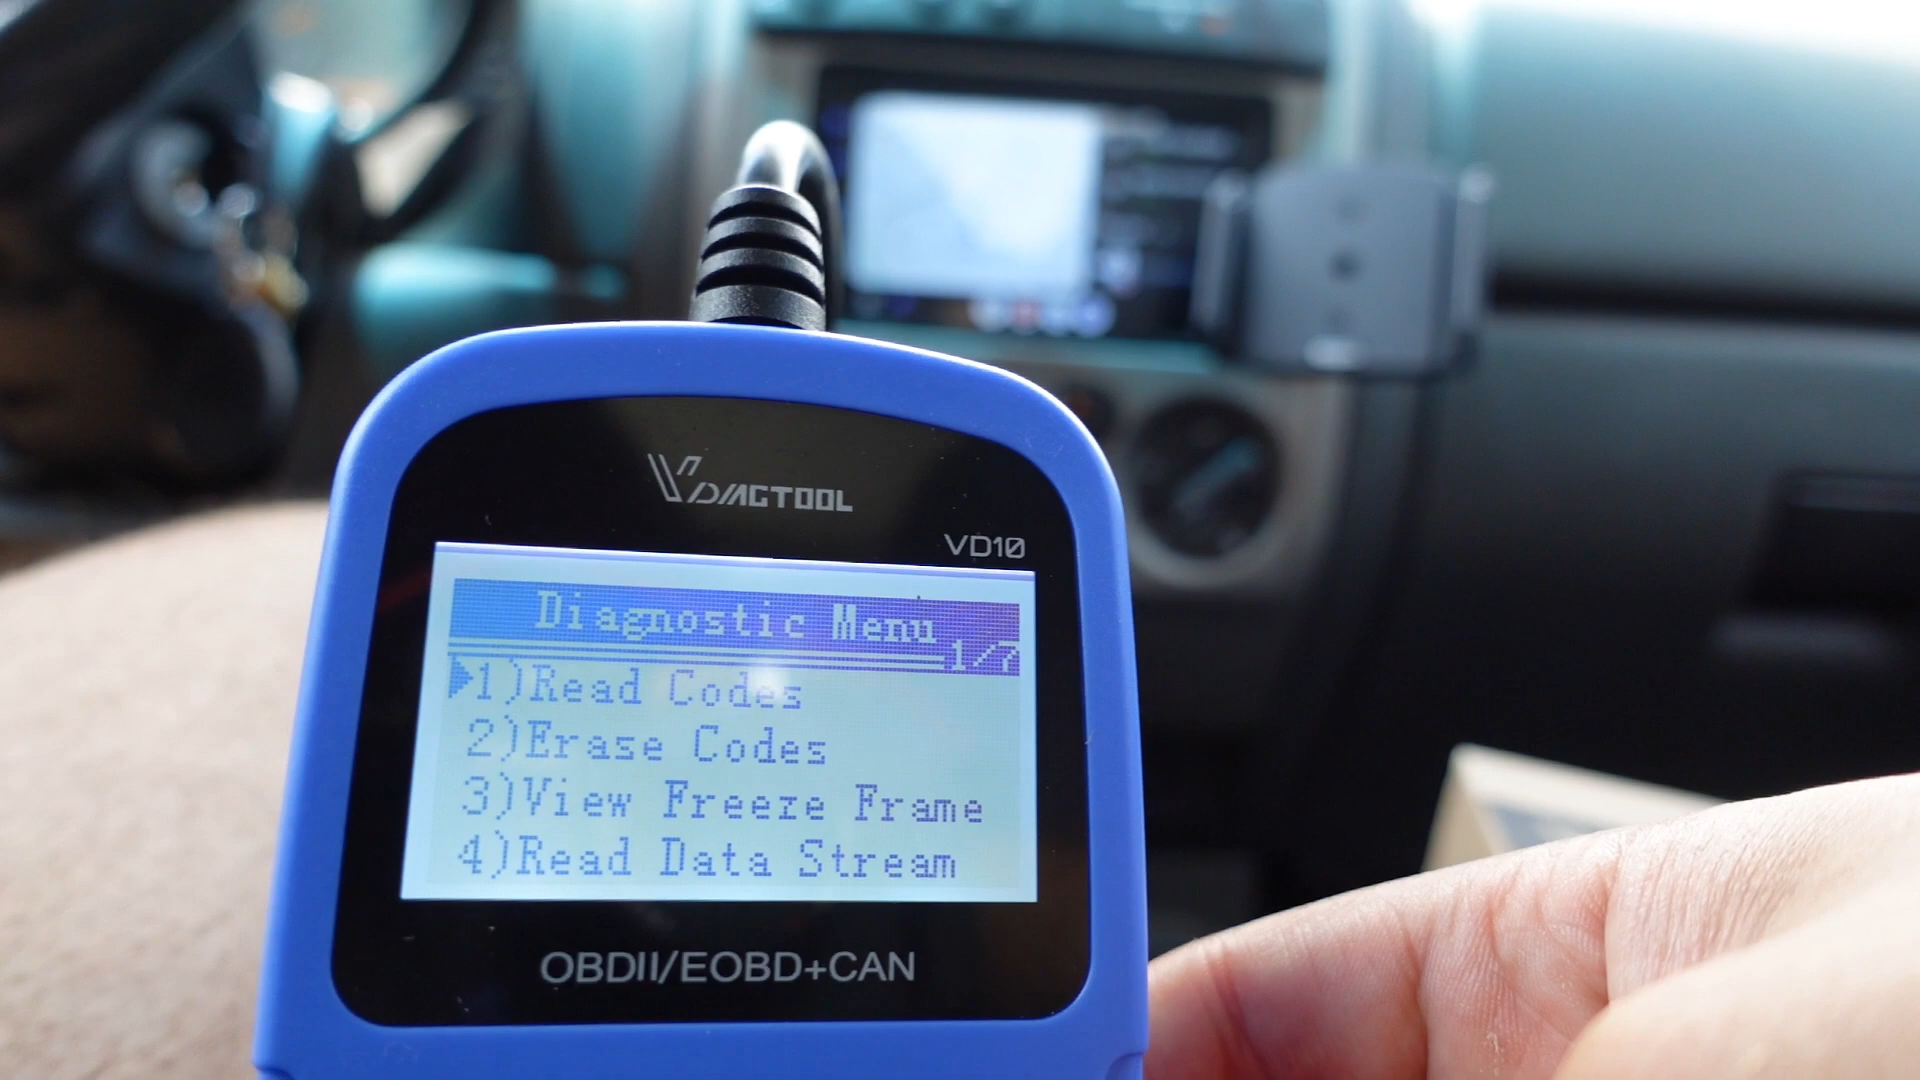 VDIAGTOOL
VD10
Diagnostic Menu
1/7
1)Read Codes
2)Erase Codes
3)View Freeze Frame
4)Read Data Stream
OBDII/EOBD+CAN